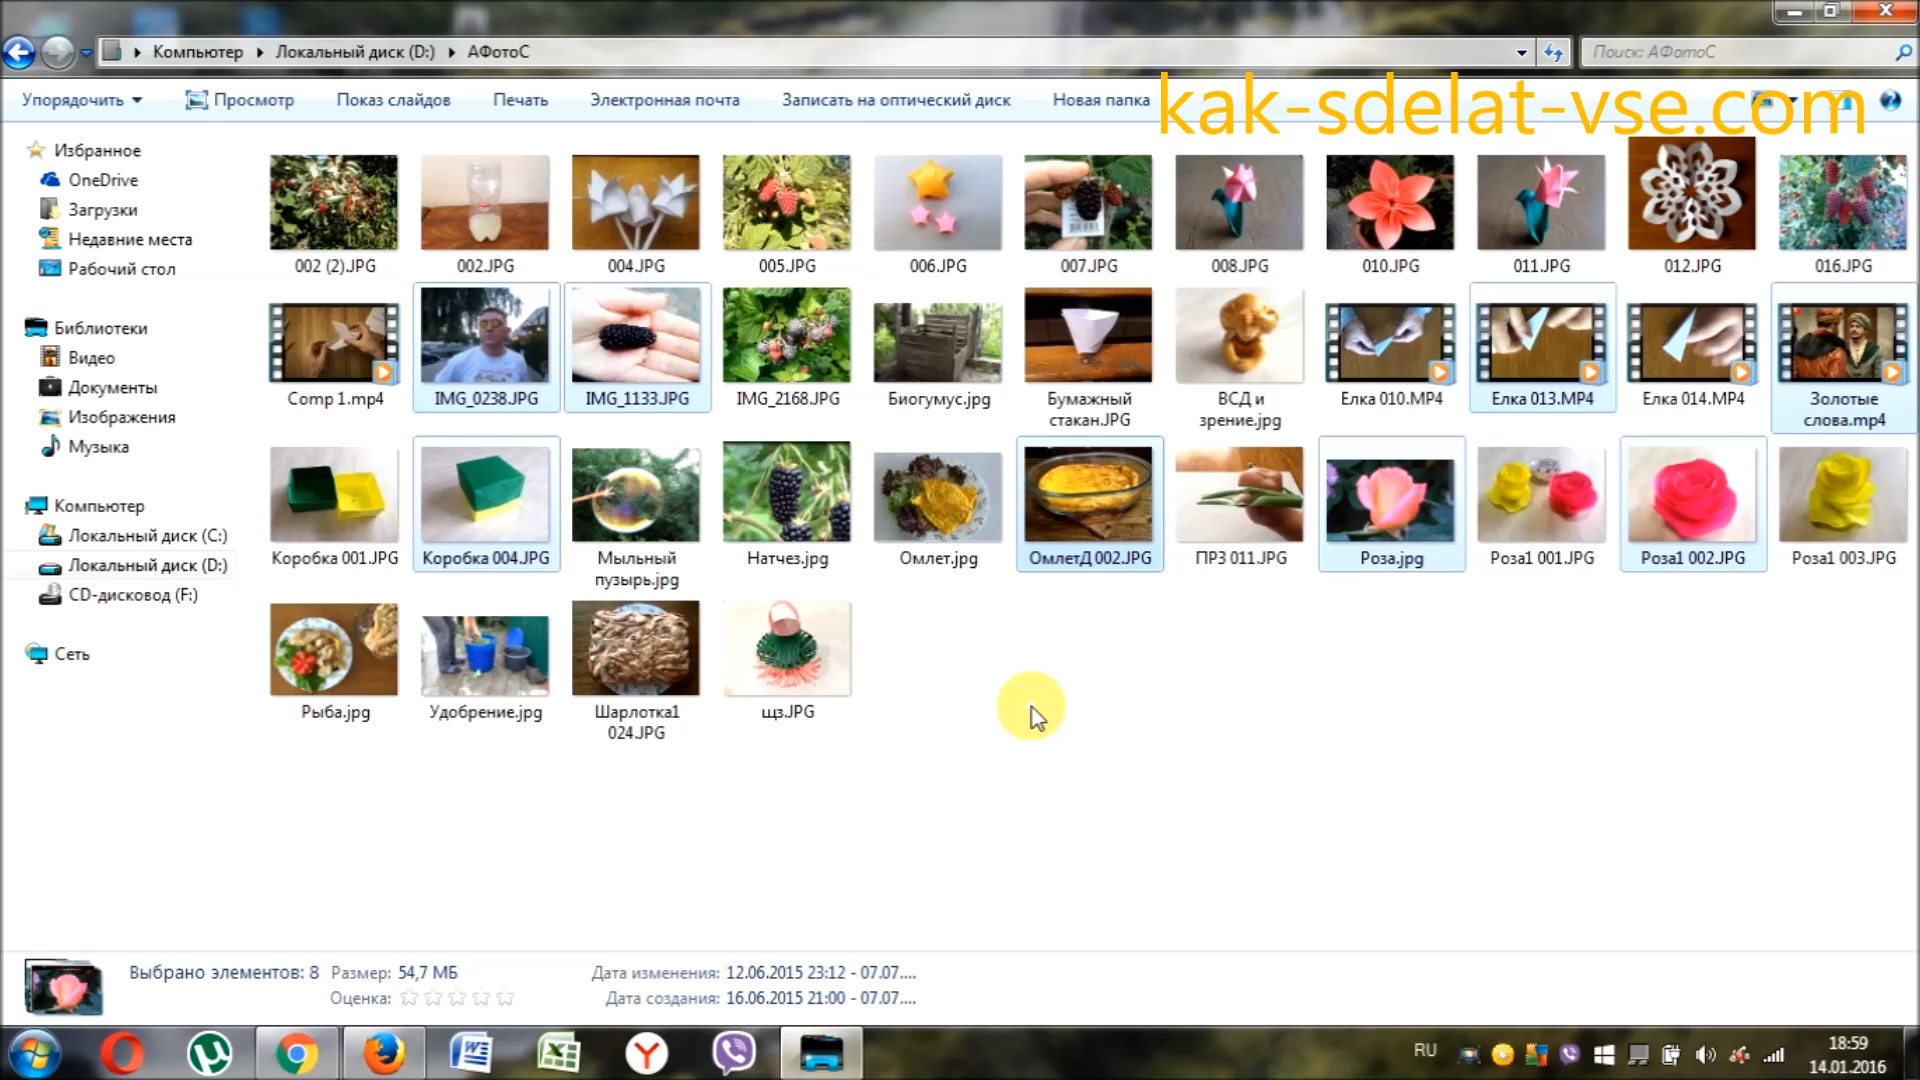 Компьютер Локальный диск (D:) АФотоС
Поиск: АФотоС
Упорядочить Просмотр Показ слайдов Печать Электронная почта Записать на оптический диск Новая папка
kak-sdelat-vse.com
Избранное
OneDrive
Загрузки
Недавние места
Рабочий стол
Библиотеки
Видео
Документы
Изображения
Музыка
Компьютер
Локальный диск (C:)
Локальный диск (D:)
CD-дисковод (F:)
Сеть
002 (2).JPG 002.JPG 004.JPG 005.JPG 006.JPG 007.JPG 008.JPG 010.JPG 011.JPG 012.JPG 016.JPG
Comp 1.mp4 IMG_0238.JPG IMG_1133.JPG IMG_2168.JPG Биогумус.jpg Бумажный ВСД и Елка 010.MP4 Елка 013.MP4 Елка 014.MP4 Золотые
стакан.JPG зрение.jpg слова.mp4
Коробка 001.JPG Коробка 004.JPG Мыльный Натчез.jpg Омлет.jpg ОмлетД 002.JPG ПРЗ 011.JPG Роза.jpg Роза1 001.JPG Роза1 002.JPG Роза1 003.JPG
пузырь.jpg
Рыба.jpg Удобрение.jpg Шарлотка1 щз.JPG
024.JPG
Выбрано элементов: 8 Размер: 54,7 МБ Дата изменения: 12.06.2015 23:12 - 07.07....
Оценка: Дата создания: 16.06.2015 21:00 - 07.07....
RU
18:59
14.01.2016